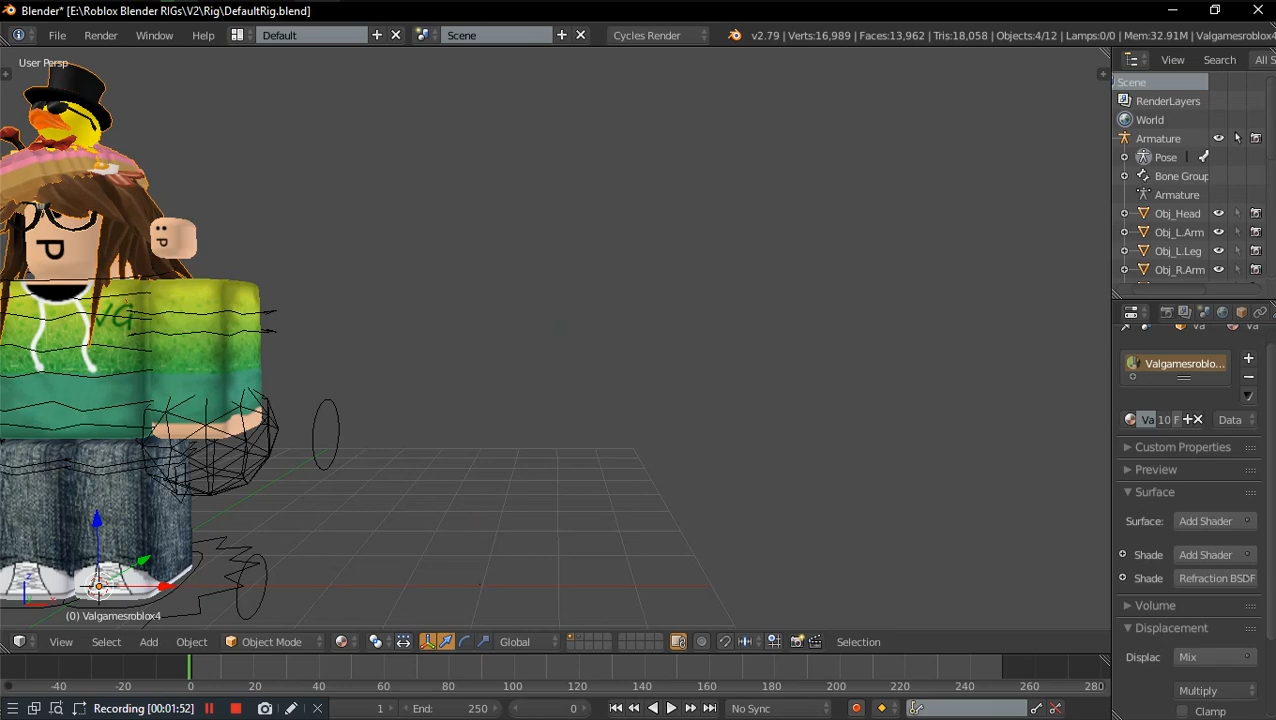 Blender* [E:\Roblox Blender RIGs\V2\Rig\DefaultRig.blend]
File Render Window Help Default Scene Cycles Render v2.79 | Verts:16,989 | Faces:13,962 | Tris:18,058 | Objects:4/12 | Lamps:0/0 | Mem:32.91M | Valgamesroblox4
User Persp
View Search All S
Scene
RenderLayers
World
Armature
Pose
Bone Group
Armature
Obj_Head
Obj_L.Arm
Obj_L.Leg
Obj_R.Arm
P
:: P
VG
Va Va
Valgamesroblo...
Va 10 F Data
Custom Properties
Preview
Surface
Surface: Add Shader
Shade Add Shader
Shade Refraction BSDF
Volume
Displacement
Displac Mix
Multiply
Clamp
z
(0) Valgamesroblox4
View Select Add Object Object Mode Global Selection
-40 -20 0 20 40 60 80 100 120 140 160 180 200 220 240 260 280
Recording [00:01:52] 1 End: 250 0 No Sync